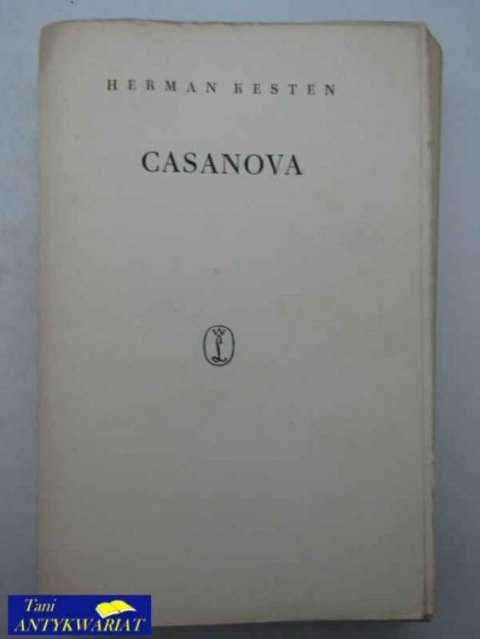 HERMAN KESTEN
CASANOVA
L
Tani
ANTYKWARIAT